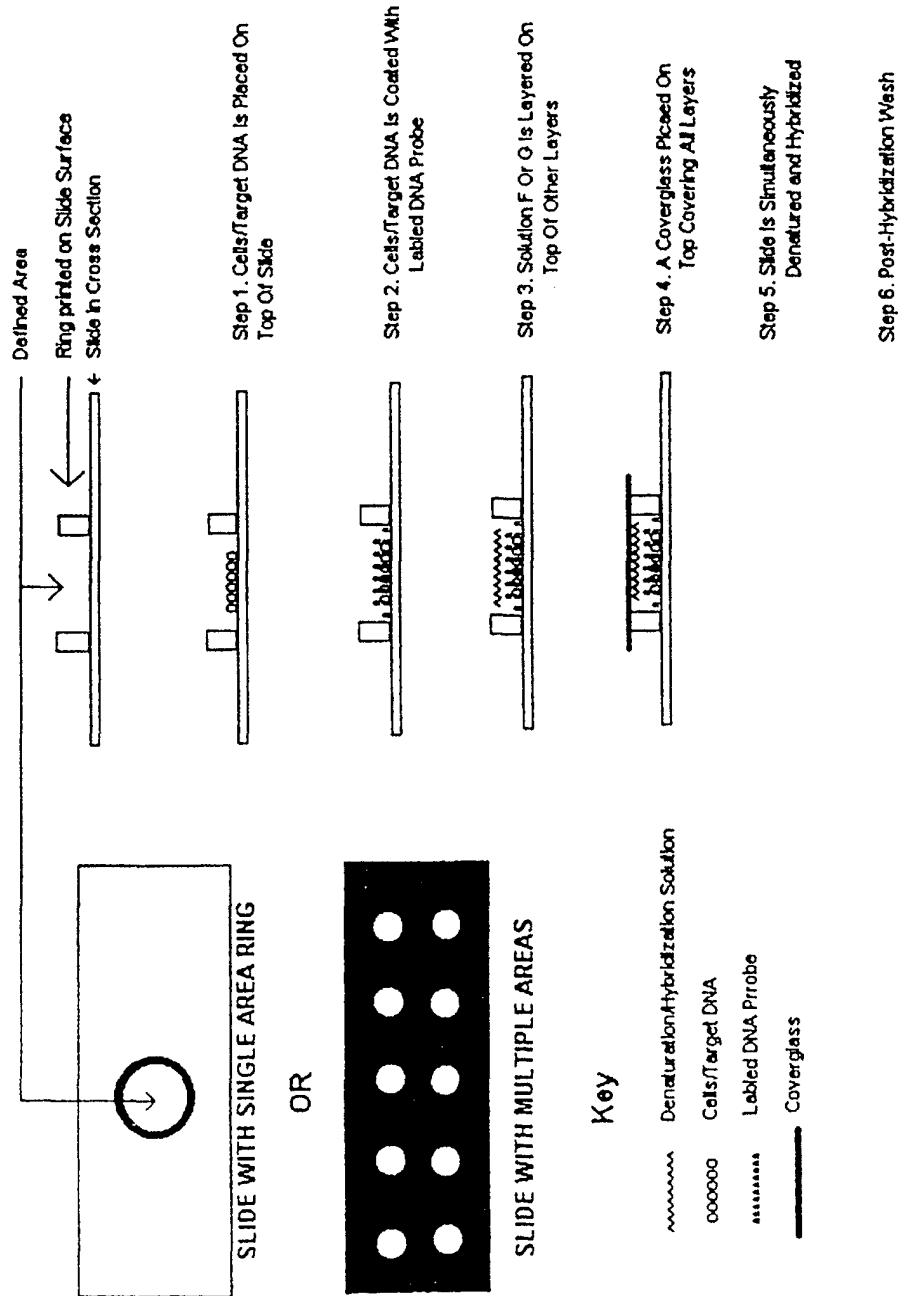 Defined Area
Ring printed on Slide Surface
Slide In Cross Section
SLIDE WITH SINGLE AREA RING
OR
SLIDE WITH MULTIPLE AREAS
Step 1. Cells/Target DNA Is Placed On
Top Of Slide
Step 2. Cells/Target DNA Is Coated With
Labled DNA Probe
Step 3. Solution F Or G Is Layered On
Top Of Other Layers
Step 4. A Coverglass Plcaed On
Top Covering All Layers
Step 5. Slide Is Simultaneously
Denatured and Hybridized
Step 6. Post-Hybridization Wash
Key
Denaturation/Hybridization Solution
Cells/Target DNA
Labled DNA Prrobe
Coverglass